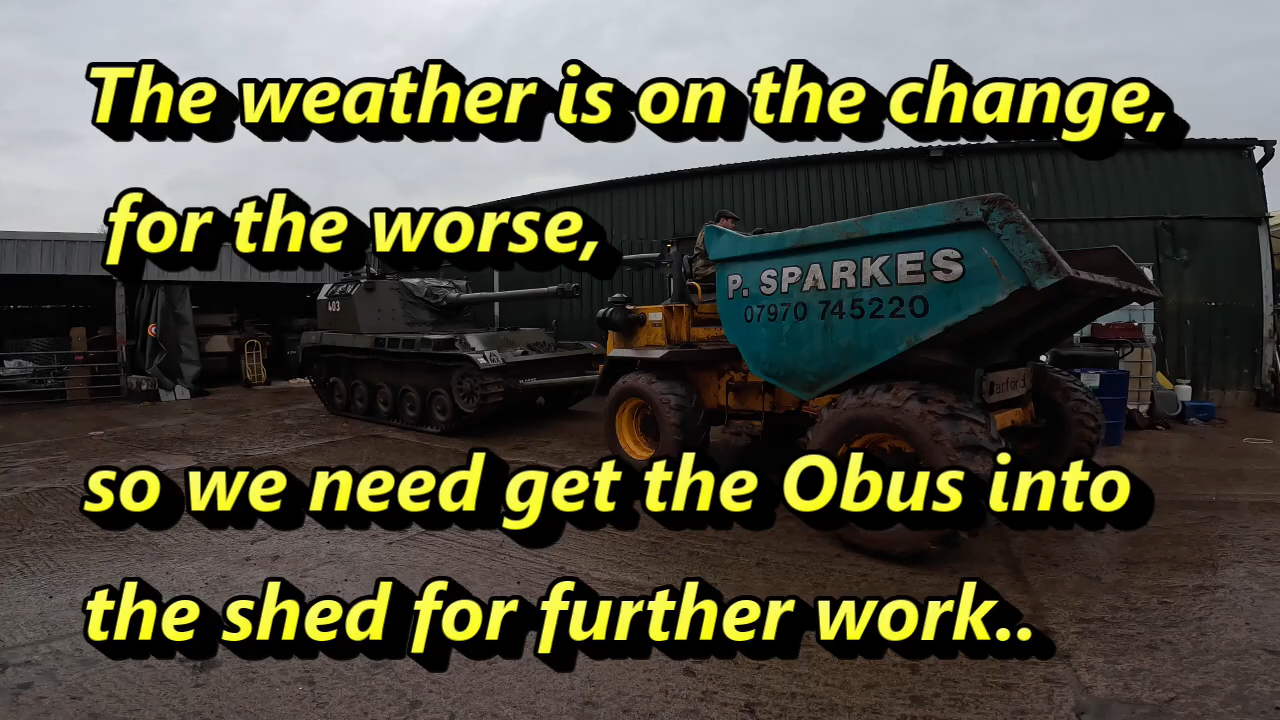 The weather is on the change,
for the worse,
403
P. SPARKES
07970 745220
Barford
so we need get the Obus into
the shed for further work..